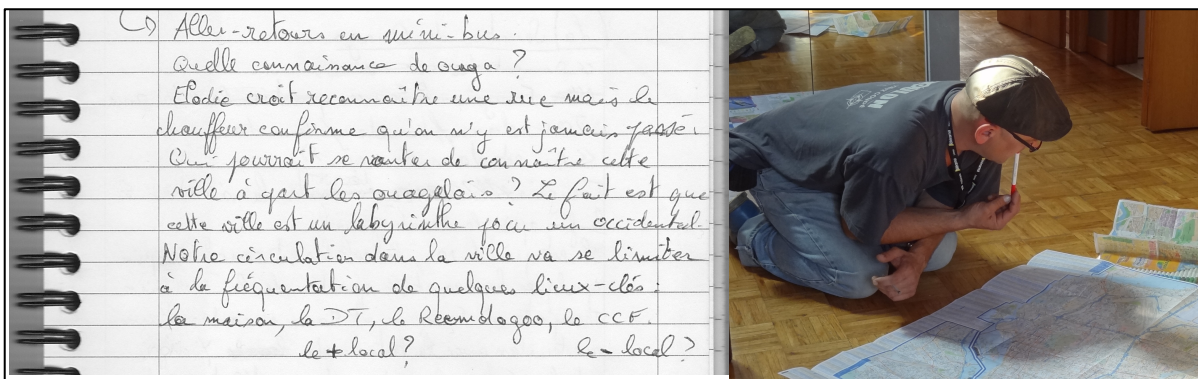 ↳ Aller-retours en mini-bus.
Quelle connaissance de ouaga ?
Elodie croit reconnaître une rue mais le
chauffeur confirme qu'on n'y est jamais passé.
Qui pourrait se vanter de connaître cette
ville à part les ouagalais ? Le fait est que
cette ville est un labyrinthe pour un occidental.
Notre circulation dans la ville va se limiter
à la fréquentation de quelques lieux-clés :
la maison, la DT, le Reemdogoo, le CCF.
le + local ? le - local ?